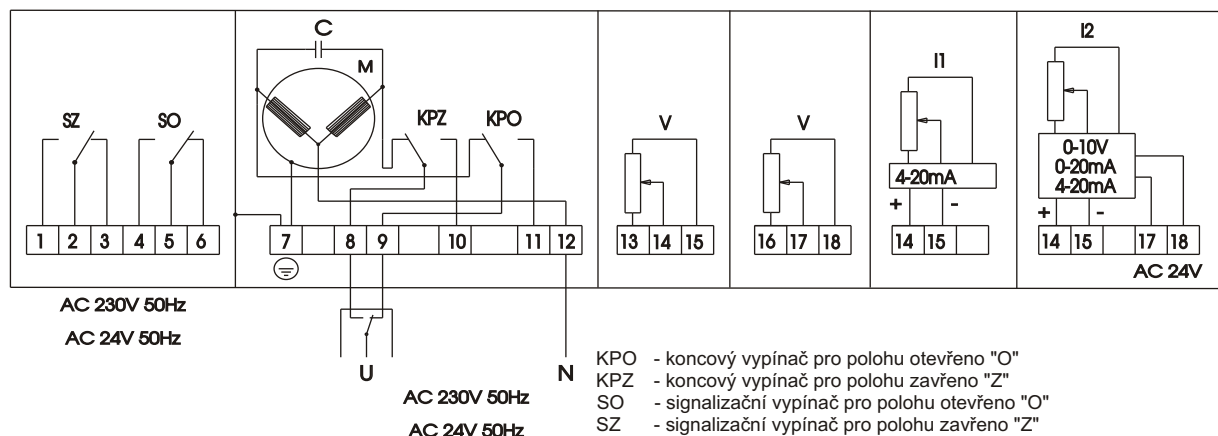 C
M
SZ
SO
KPZ
KPO
V
V
I1
I2
4-20mA
0-10V
0-20mA
4-20mA
+ -
+ -
1 2 3 4 5 6
7 8 9 10 11 12
13 14 15
16 17 18
14 15
14 15 17 18
AC 24V
AC 230V 50Hz
AC 24V 50Hz
U
N
AC 230V 50Hz
AC 24V 50Hz
KPO - koncový vypínač pro polohu otevřeno "O"
KPZ - koncový vypínač pro polohu zavřeno "Z"
SO - signalizační vypínač pro polohu otevřeno "O"
SZ - signalizační vypínač pro polohu zavřeno "Z"